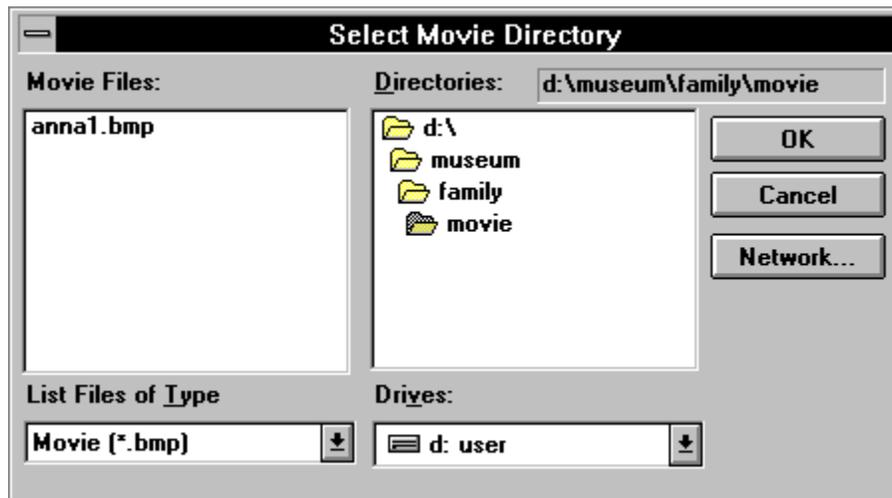 Select Movie Directory
Movie Files:
anna1.bmp
Directories:
d:\museum\family\movie
d:\
museum
family
movie
OK
Cancel
Network...
List Files of Type
Movie (*.bmp)
Drives:
d: user